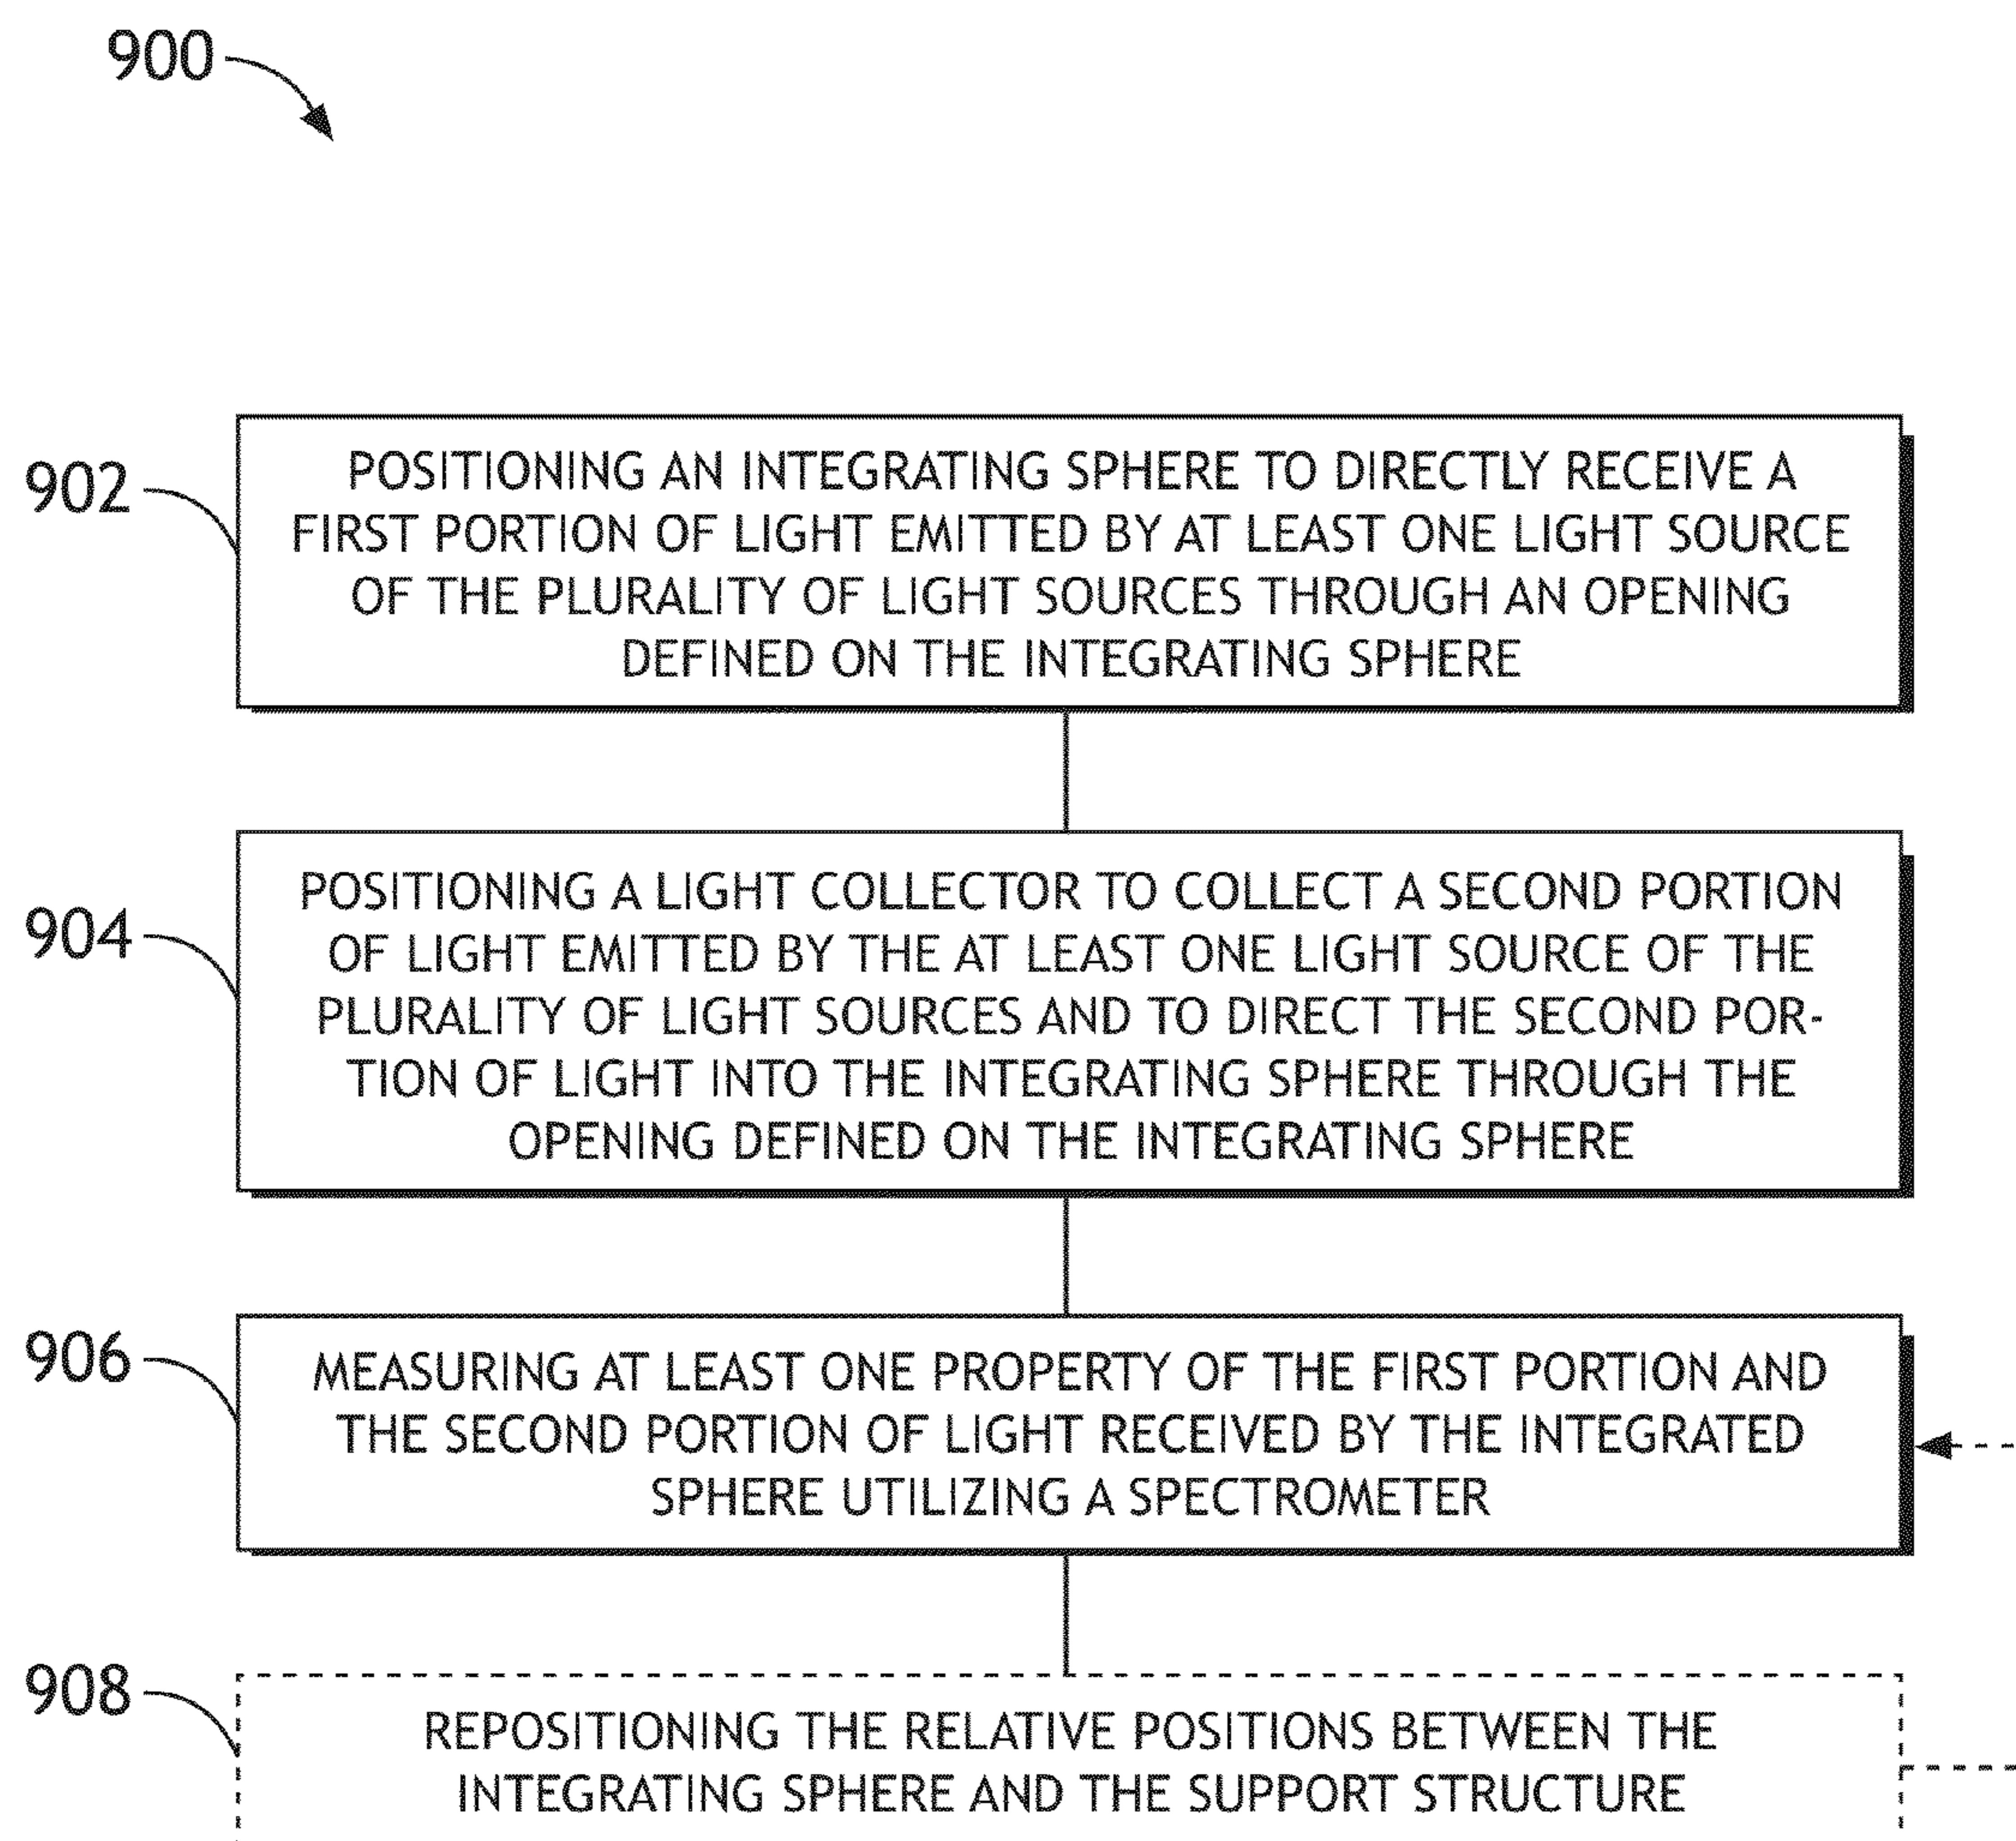 900
902
POSITIONING AN INTEGRATING SPHERE TO DIRECTLY RECEIVE A
FIRST PORTION OF LIGHT EMITTED BY AT LEAST ONE LIGHT SOURCE
OF THE PLURALITY OF LIGHT SOURCES THROUGH AN OPENING
DEFINED ON THE INTEGRATING SPHERE
904
POSITIONING A LIGHT COLLECTOR TO COLLECT A SECOND PORTION
OF LIGHT EMITTED BY THE AT LEAST ONE LIGHT SOURCE OF THE
PLURALITY OF LIGHT SOURCES AND TO DIRECT THE SECOND POR-
TION OF LIGHT INTO THE INTEGRATING SPHERE THROUGH THE
OPENING DEFINED ON THE INTEGRATING SPHERE
906
MEASURING AT LEAST ONE PROPERTY OF THE FIRST PORTION AND
THE SECOND PORTION OF LIGHT RECEIVED BY THE INTEGRATED
SPHERE UTILIZING A SPECTROMETER
908
REPOSITIONING THE RELATIVE POSITIONS BETWEEN THE
INTEGRATING SPHERE AND THE SUPPORT STRUCTURE